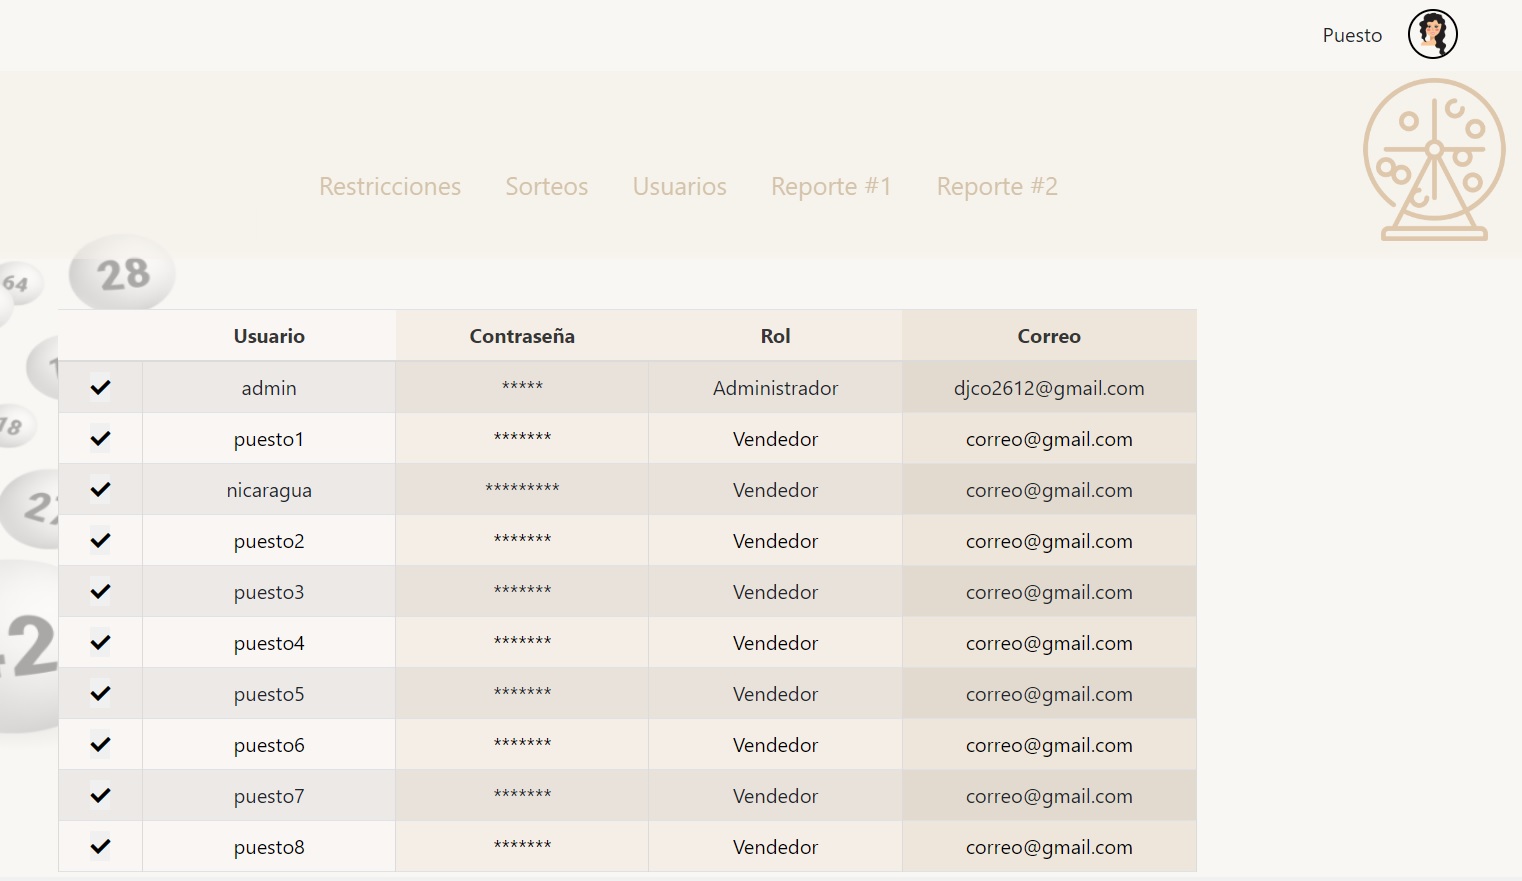 Puesto
Restricciones Sorteos Usuarios Reporte #1 Reporte #2
28
64
18
Usuario Contraseña Rol Correo
admin ***** Administrador djco2612@gmail.com
puesto1 ******* Vendedor correo@gmail.com
nicaragua ********* Vendedor correo@gmail.com
puesto2 ******* Vendedor correo@gmail.com
puesto3 ******* Vendedor correo@gmail.com
puesto4 ******* Vendedor correo@gmail.com
puesto5 ******* Vendedor correo@gmail.com
puesto6 ******* Vendedor correo@gmail.com
puesto7 ******* Vendedor correo@gmail.com
puesto8 ******* Vendedor correo@gmail.com